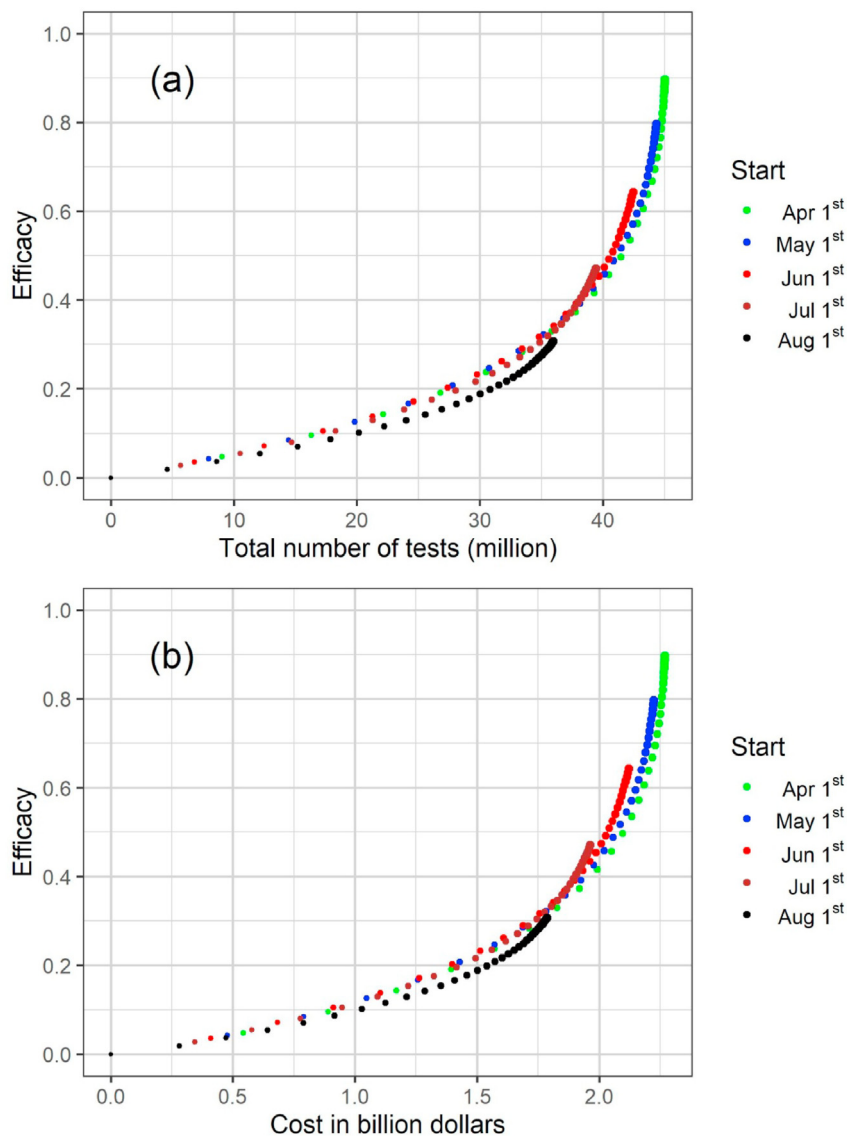 (a)
Efficacy
1.0
0.8
0.6
0.4
0.2
0.0
0 10 20 30 40
Total number of tests (million)
Start
Apr 1st
May 1st
Jun 1st
Jul 1st
Aug 1st
(b)
Efficacy
1.0
0.8
0.6
0.4
0.2
0.0
0.0 0.5 1.0 1.5 2.0
Cost in billion dollars
Start
Apr 1st
May 1st
Jun 1st
Jul 1st
Aug 1st